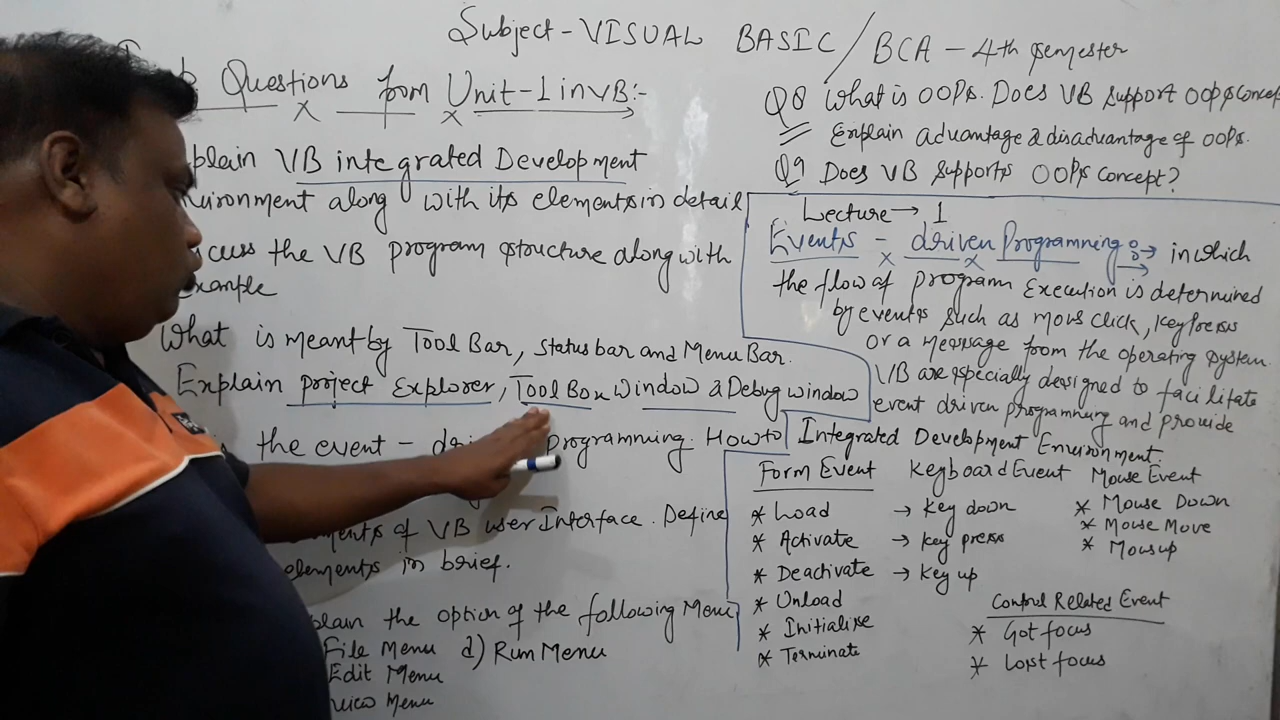 Subject - VISUAL BASIC / BCA - 4th Semester
Questions from Unit-1 in VB:-
plain VB integrated Development
vironment along with its elements in detail
cuss the VB program structure along with
Example
What is meant by Tool Bar, Status bar and Menu Bar.
Explain project Explorer, Tool Box window & Debug window
the event - programming. How to
of VB user Interface. Define
elements in brief.
plain the option of the following Menu
File Menu d) Run Menu
Edit Menu
view Menu
Q8 What is OOPs. Does VB support OOPs concep
Explain advantage & disadvantage of OOPs.
Q9 Does VB supports OOPs concept?
Lecture → 1
Events - driven Programming :→ in which
the flow of program Execution is determined
by events such as mous click, key press
or a message from the operating system.
VB are specially designed to facilitate
event driven programming and provide
Integrated Development Environment.
Form Event Keyboard Event Mouse Event
* Load → Key down * Mouse Down
* Activate → Key press * Mouse Move
* Deactivate → Key up * Mousup
* Unload
* Initialise
* Terminate
Control Related Event
* Got focus
* Lost focus